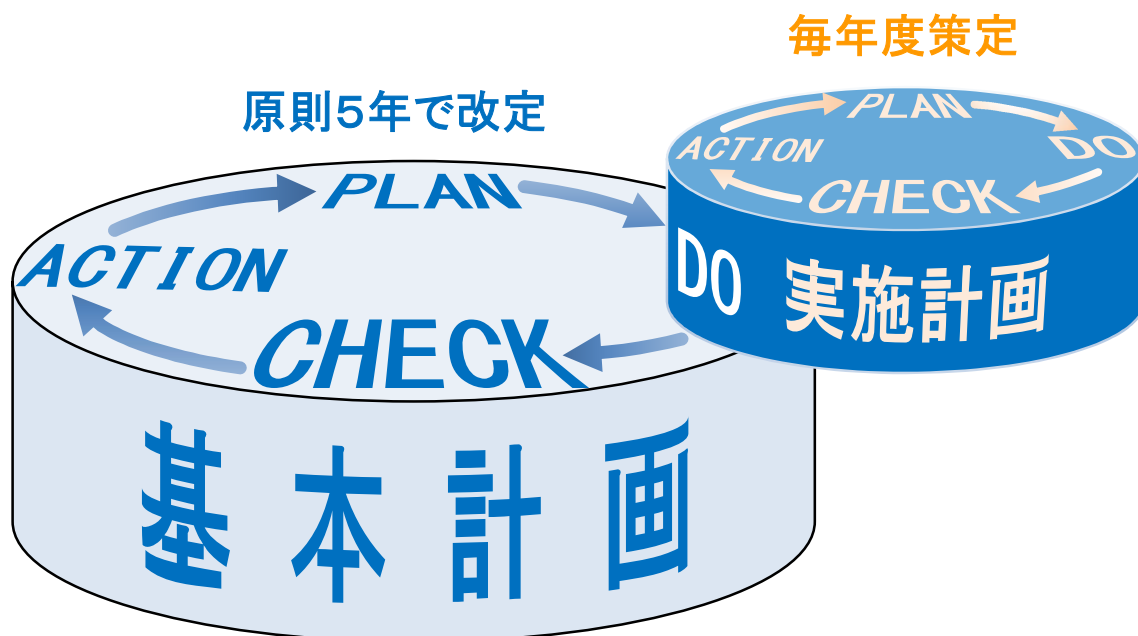 毎年度策定
原則5年で改定
PLAN
DO
CHECK
ACTION
DO 実施計画
PLAN
ACTION
CHECK
基本計画